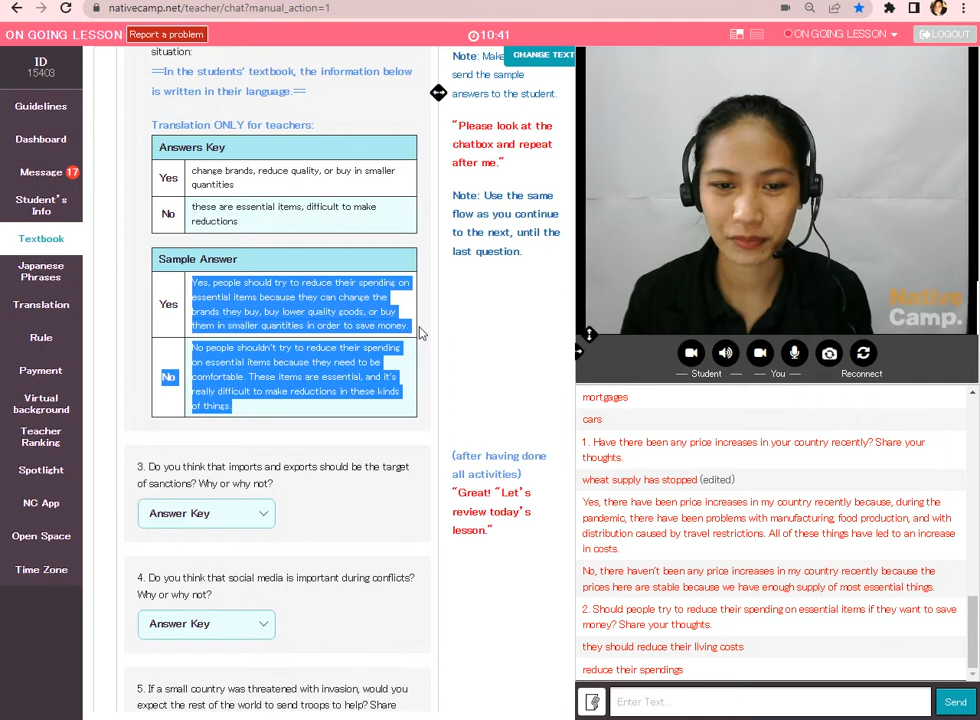 nativecamp.net/teacher/chat?manual_action=1
ON GOING LESSON
Report a problem
10:41
ON GOING LESSON
LOGOUT
ID
15403
Guidelines
Dashboard
Message 17
Student's
Info
Textbook
Japanese
Phrases
Translation
Rule
Payment
Virtual
background
Teacher
Ranking
Spotlight
NC App
Open Space
Time Zone
situation:
==In the students' textbook, the information below
is written in their language.==
Translation ONLY for teachers:
Answers Key
Yes
change brands, reduce quality, or buy in smaller
quantities
No
these are essential items, difficult to make
reductions
Sample Answer
Yes
Yes, people should try to reduce their spending on
essential items because they can change the
brands they buy, buy lower quality goods, or buy
them in smaller quantities in order to save money.
No
No people shouldn't try to reduce their spending
on essential items because they need to be
comfortable. These items are essential, and it's
really difficult to make reductions in these kinds
of things.
3. Do you think that imports and exports should be the target
of sanctions? Why or why not?
Answer Key
4. Do you think that social media is important during conflicts?
Why or why not?
Answer Key
5. If a small country was threatened with invasion, would you
expect the rest of the world to send troops to help? Share
CHANGE TEXT
Note: Make
send the sample
answers to the student.
"Please look at the
chatbox and repeat
after me."
Note: Use the same
flow as you continue
to the next, until the
last question.
(after having done
all activities)
"Great! "Let's
review today's
lesson."
Native
Camp.
Student
You
Reconnect
mortgages
cars
1. Have there been any price increases in your country recently? Share your
thoughts.
wheat supply has stopped (edited)
Yes, there have been price increases in my country recently because, during the
pandemic, there have been problems with manufacturing, food production, and with
distribution caused by travel restrictions. All of these things have led to an increase
in costs.
No, there haven't been any price increases in my country recently because the
prices here are stable because we have enough supply of most essential items.
2. Should people try to reduce their spending on essential items if they want to save
money? Share your thoughts.
they should reduce their living costs
reduce their spendings
Enter Text...
Send